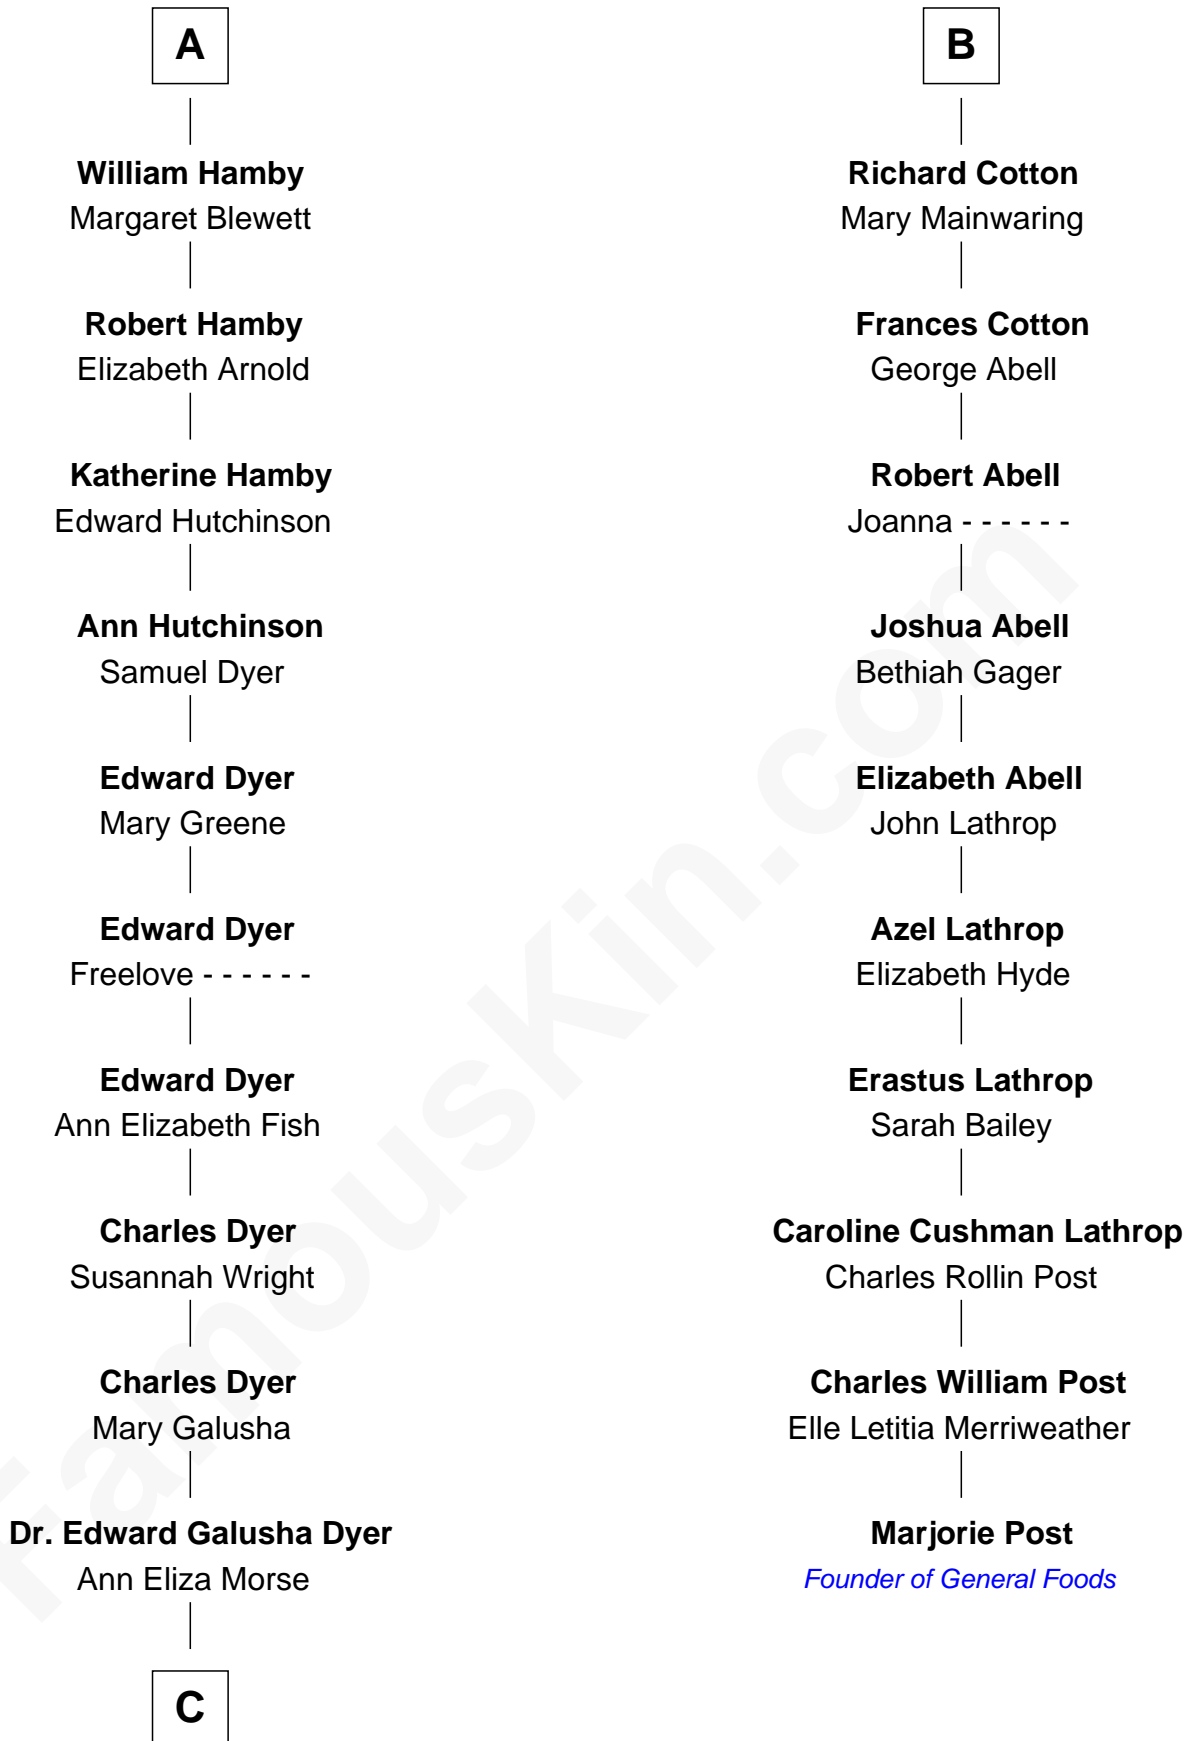 A
William Hamby
Margaret Blewett
Robert Hamby
Elizabeth Arnold
Katherine Hamby
Edward Hutchinson
Ann Hutchinson
Samuel Dyer
Edward Dyer
Mary Greene
Edward Dyer
Freelove - - - - - -
Edward Dyer
Ann Elizabeth Fish
Charles Dyer
Susannah Wright
Charles Dyer
Mary Galusha
Dr. Edward Galusha Dyer
Ann Eliza Morse
C
B
Richard Cotton
Mary Mainwaring
Frances Cotton
George Abell
Robert Abell
Joanna - - - - - -
Joshua Abell
Bethiah Gager
Elizabeth Abell
John Lathrop
Azel Lathrop
Elizabeth Hyde
Erastus Lathrop
Sarah Bailey
Caroline Cushman Lathrop
Charles Rollin Post
Charles William Post
Elle Letitia Merriweather
Marjorie Post
Founder of General Foods
FamousKin.com